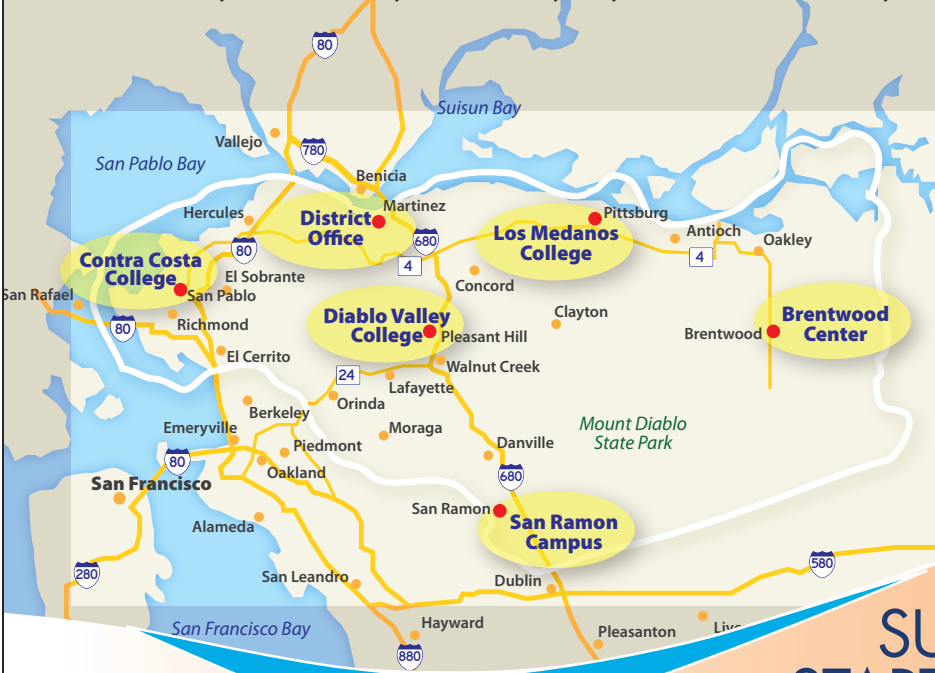 80
Suisun Bay
Vallejo
780
San Pablo Bay
Benicia
Martinez
Hercules
District
Office
Pittsburg
Los Medanos
College
Antioch
Oakley
680
80
4
4
Contra Costa
College
El Sobrante
San Pablo
Concord
San Rafael
Richmond
80
Diablo Valley
College
Pleasant Hill
Clayton
Brentwood
Brentwood
Center
El Cerrito
Walnut Creek
24
Lafayette
Orinda
Berkeley
Moraga
Mount Diablo
State Park
Emeryville
Piedmont
Danville
80
Oakland
680
San Francisco
San Ramon
San Ramon
Campus
Alameda
580
280
San Leandro
Dublin
San Francisco Bay
Hayward
Pleasanton
880
SU